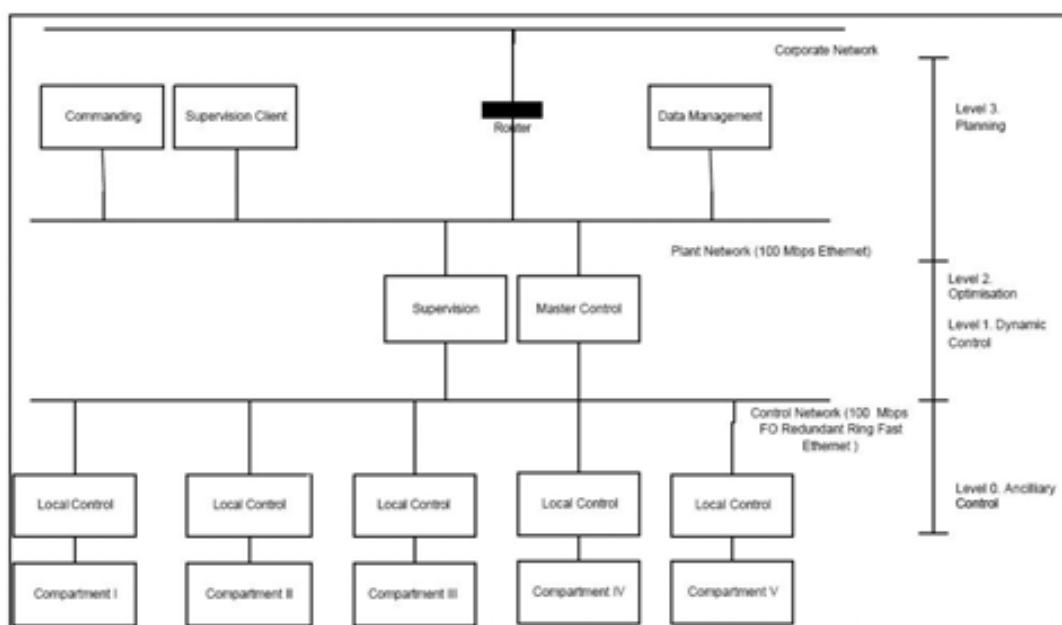 Corporate Network
Commanding
Supervision Client
Router
Data Management
Level 3.
Planning
Plant Network (100 Mbps Ethernet)
Supervision
Master Control
Level 2.
Optimisation
Level 1. Dynamic
Control
Control Network (100 Mbps
FO Redundant Ring Fast
Ethernet )
Local Control
Local Control
Local Control
Local Control
Local Control
Level 0. Ancilliary
Control
Compartment I
Compartment II
Compartment III
Compartment IV
Compartment V